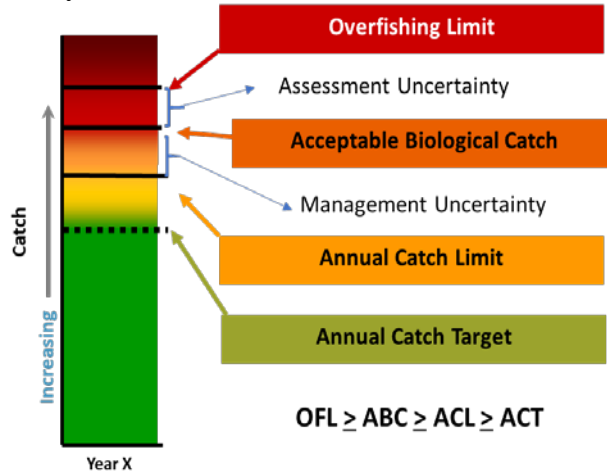 Overfishing Limit
Assessment Uncertainty
Acceptable Biological Catch
Management Uncertainty
Annual Catch Limit
Annual Catch Target
OFL ≥ ABC ≥ ACL ≥ ACT
Catch
Increasing
Year X